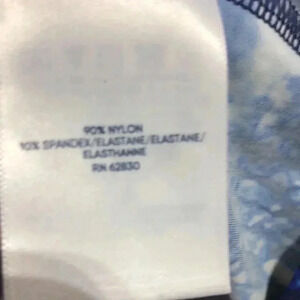 90% NYLON
10% SPANDEX/ELASTANE/ELASTANE/
ELASTHANNE
RN 62830